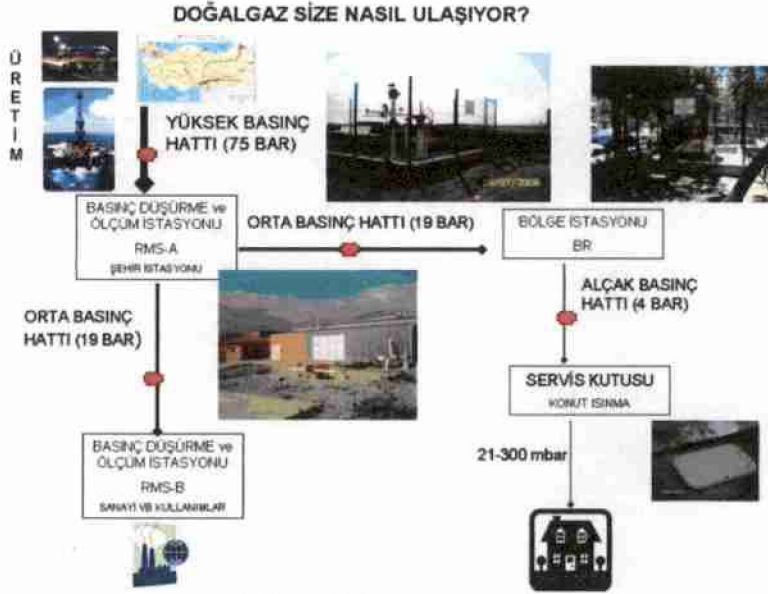 DOĞALGAZ SİZE NASIL ULAŞIYOR?
ÜRETİM
YÜKSEK BASINÇ
HATTI (75 BAR)
BASINÇ DÜŞÜRME ve
ÖLÇÜM İSTASYONU
RMS-A
ŞEHİR İSTASYONU
ORTA BASINÇ HATTI (19 BAR)
BÖLGE İSTASYONU
BR
ORTA BASINÇ
HATTI (19 BAR)
ALÇAK BASINÇ
HATTI (4 BAR)
SERVİS KUTUSU
KONUT ISINMA
BASINÇ DÜŞÜRME ve
ÖLÇÜM İSTASYONU
RMS-B
SANAYİ VB KULLANIMLAR
21-300 mbar